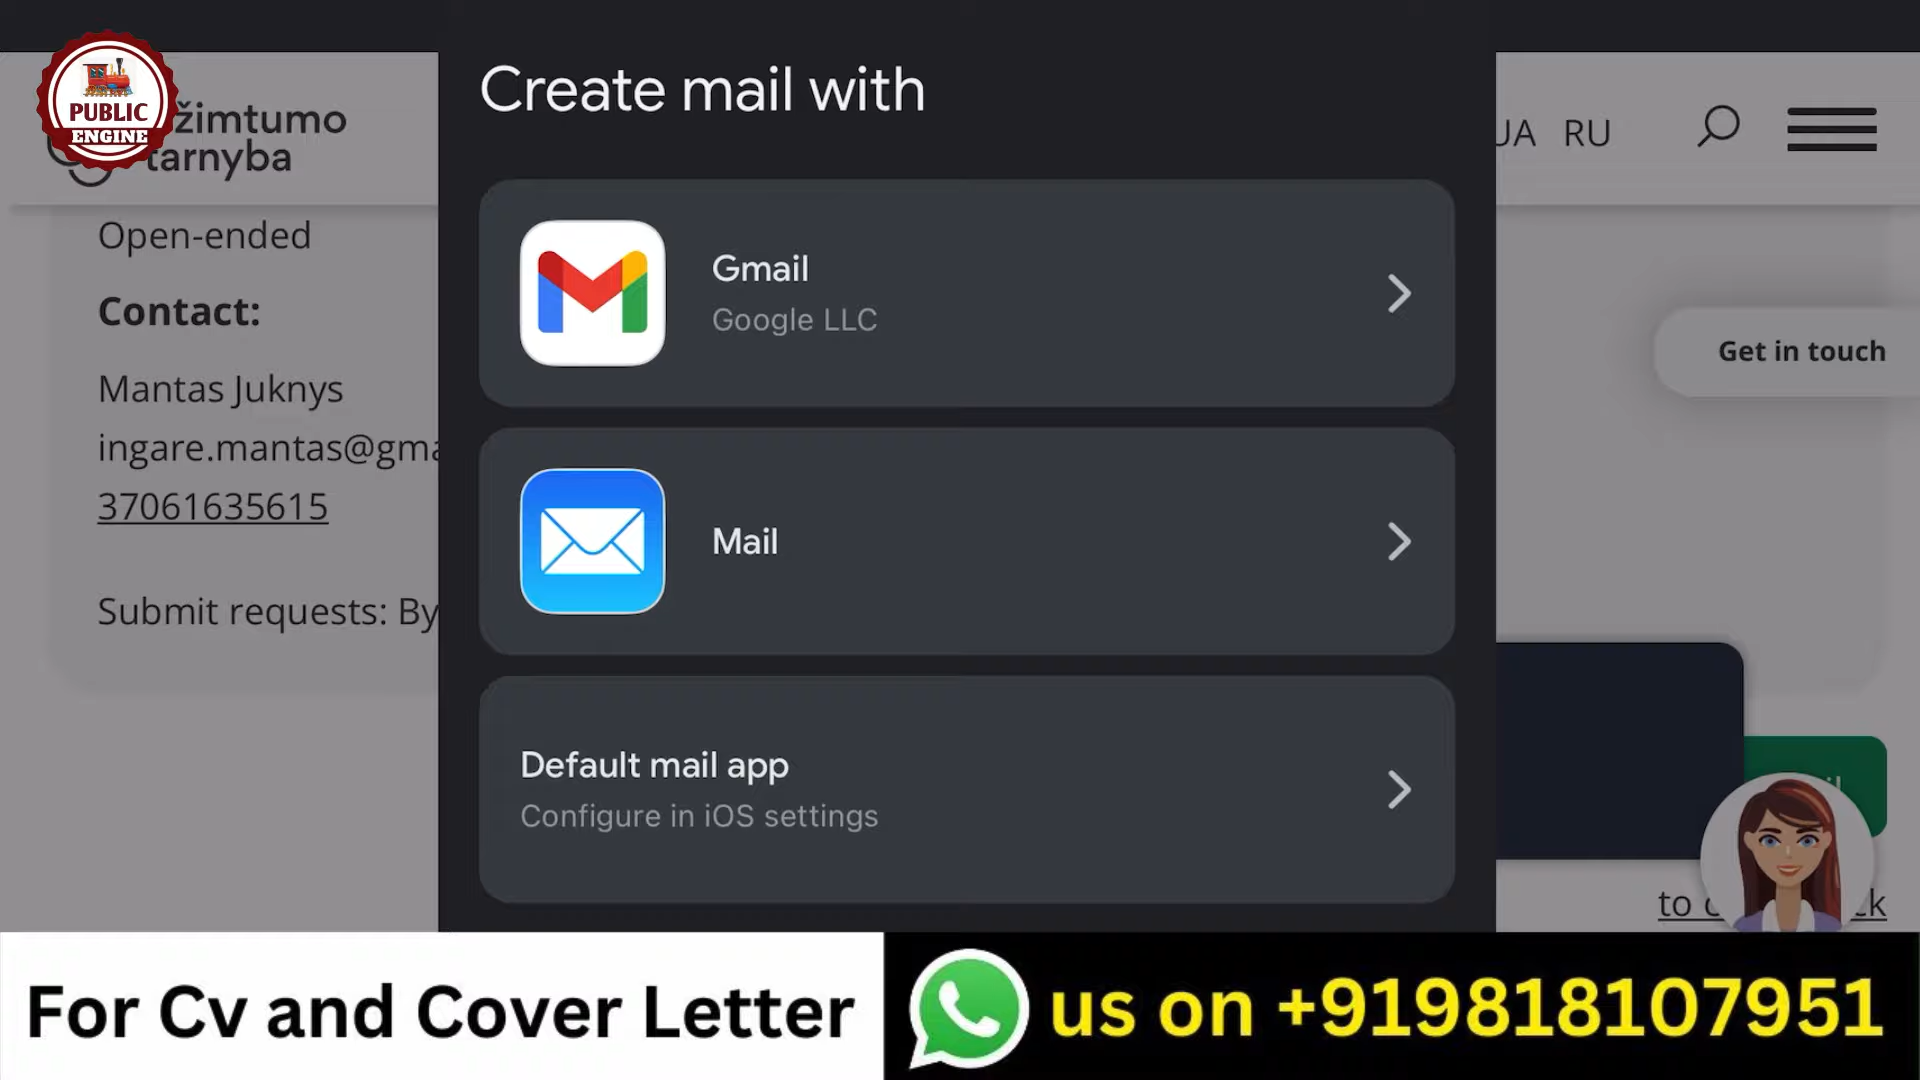 PUBLIC
ENGINE
žimtumo
tarnyba
Create mail with
UA RU
Open-ended
Contact:
Mantas Juknys
ingare.mantas@gma
37061635615
Submit requests: By
Gmail
Google LLC
Mail
Default mail app
Configure in iOS settings
Get in touch
to
For Cv and Cover Letter
us on +919818107951